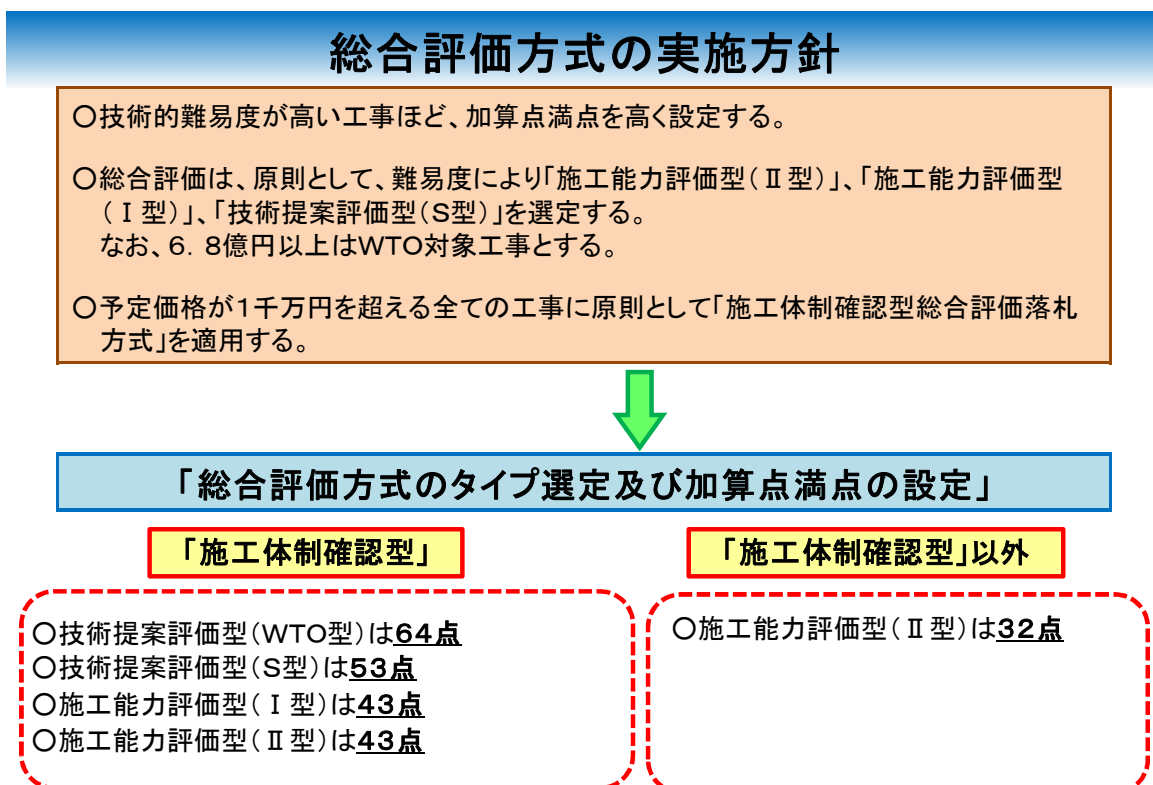 総合評価方式の実施方針
〇技術的難易度が高い工事ほど、加算点満点を高く設定する。
〇総合評価は、原則として、難易度により「施工能力評価型(Ⅱ型)」、「施工能力評価型
(Ⅰ型)」、「技術提案評価型(S型)」を選定する。
なお、6.8億円以上はWTO対象工事とする。
〇予定価格が1千万円を超える全ての工事に原則として「施工体制確認型総合評価落札
方式」を適用する。
「総合評価方式のタイプ選定及び加算点満点の設定」
「施工体制確認型」
〇技術提案評価型(WTO型)は64点
〇技術提案評価型(S型)は53点
〇施工能力評価型(Ⅰ型)は43点
〇施工能力評価型(Ⅱ型)は43点
「施工体制確認型」以外
〇施工能力評価型(Ⅱ型)は32点